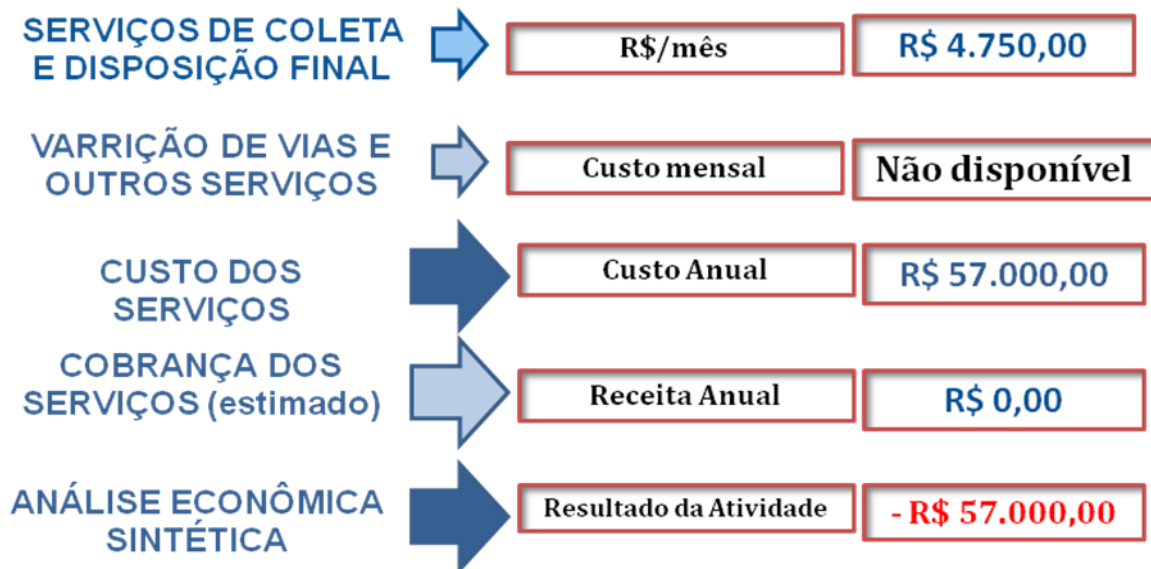 SERVIÇOS DE COLETA
E DISPOSIÇÃO FINAL
R$/mês
R$ 4.750,00
VARRIÇÃO DE VIAS E
OUTROS SERVIÇOS
Custo mensal
Não disponível
CUSTO DOS
SERVIÇOS
Custo Anual
R$ 57.000,00
COBRANÇA DOS
SERVIÇOS (estimado)
Receita Anual
R$ 0,00
ANÁLISE ECONÔMICA
SINTÉTICA
Resultado da Atividade
- R$ 57.000,00